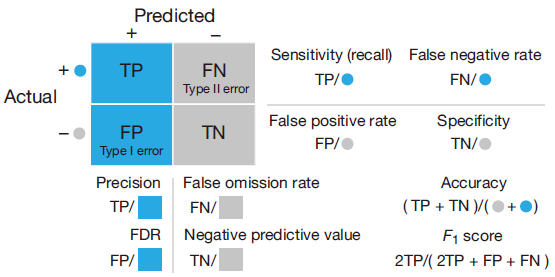 Predicted
+ −
Sensitivity (recall) False negative rate
+ TP FN
Type II error
TP/ FN/
Actual
False positive rate Specificity
− FP TN
Type I error
FP/ TN/
Precision False omission rate Accuracy
TP/ FN/ ( TP + TN )/( + )
FDR Negative predictive value F1 score
FP/ TN/ 2TP/( 2TP + FP + FN )